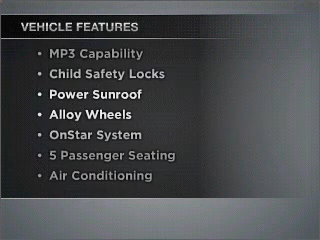 VEHICLE FEATURES
• MP3 Capability
• Child Safety Locks
• Power Sunroof
• Alloy Wheels
• OnStar System
• 5 Passenger Seating
• Air Conditioning